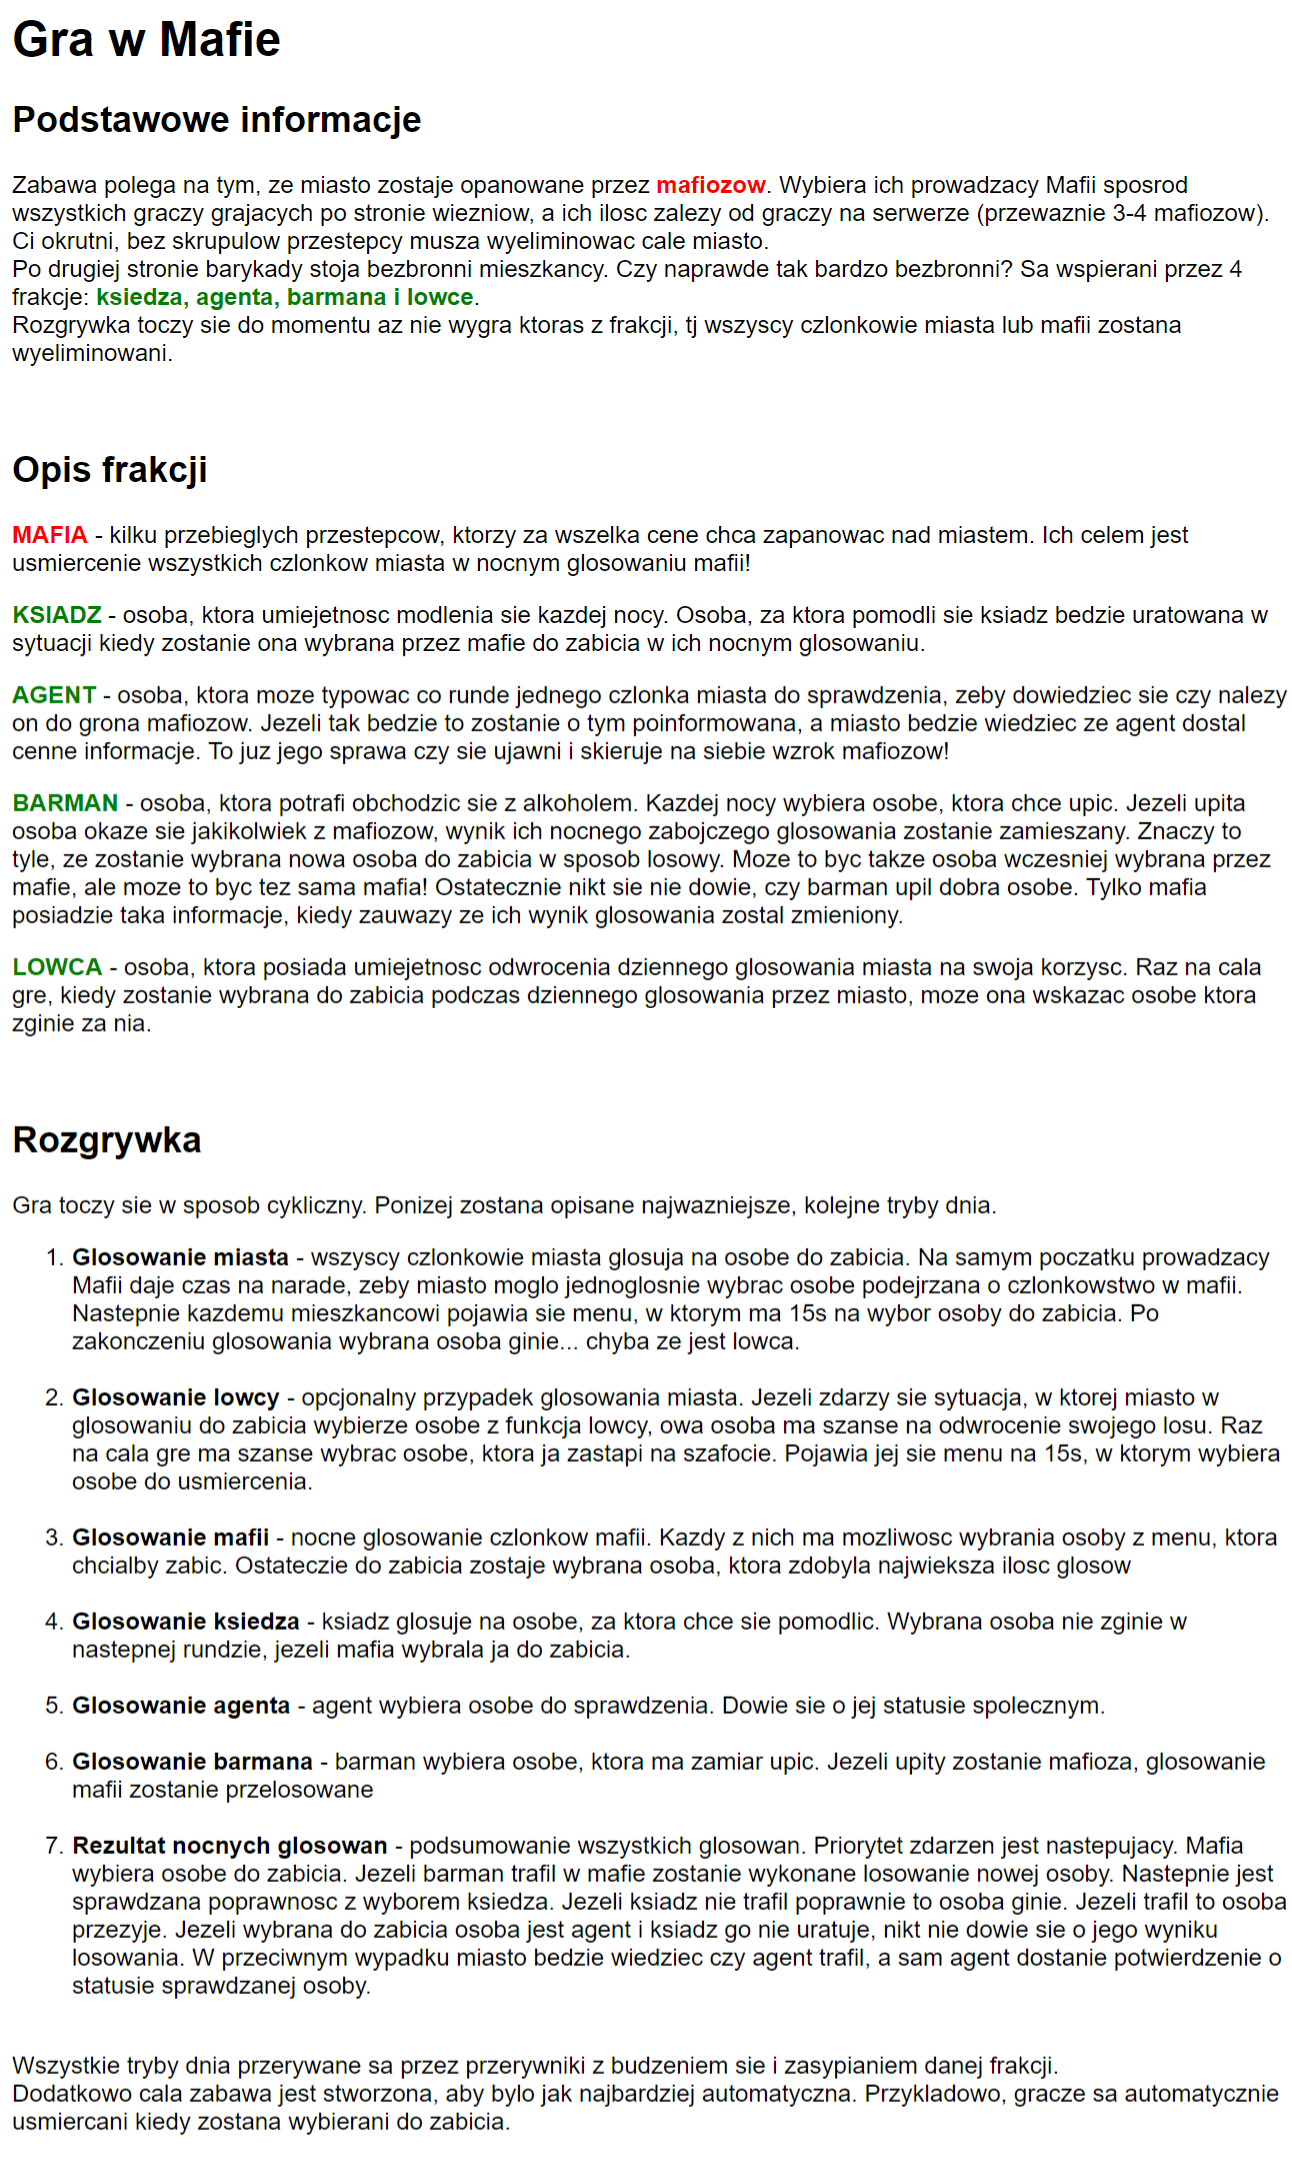 Gra w Mafie
Podstawowe informacje
Zabawa polega na tym, ze miasto zostaje opanowane przez mafiozow. Wybiera ich prowadzacy Mafii sposrod
wszystkich graczy grajacych po stronie wiezniow, a ich ilosc zalezy od graczy na serwerze (przewaznie 3-4 mafiozow).
Ci okrutni, bez skrupulow przestepcy musza wyeliminowac cale miasto.
Po drugiej stronie barykady stoja bezbronni mieszkancy. Czy naprawde tak bardzo bezbronni? Sa wspierani przez 4
frakcje: ksiedza, agenta, barmana i lowce.
Rozgrywka toczy sie do momentu az nie wygra ktoras z frakcji, tj wszyscy czlonkowie miasta lub mafii zostana
wyeliminowani.
Opis frakcji
MAFIA - kilku przebieglych przestepcow, ktorzy za wszelka cene chca zapanowac nad miastem. Ich celem jest
usmiercenie wszystkich czlonkow miasta w nocnym glosowaniu mafii!
KSIADZ - osoba, ktora umiejetnosc modlenia sie kazdej nocy. Osoba, za ktora pomodli sie ksiadz bedzie uratowana w
sytuacji kiedy zostanie ona wybrana przez mafie do zabicia w ich nocnym glosowaniu.
AGENT - osoba, ktora moze typowac co runde jednego czlonka miasta do sprawdzenia, zeby dowiedziec sie czy nalezy
on do grona mafiozow. Jezeli tak bedzie to zostanie o tym poinformowana, a miasto bedzie wiedziec ze agent dostal
cenne informacje. To juz jego sprawa czy sie ujawni i skieruje na siebie wzrok mafiozow!
BARMAN - osoba, ktora potrafi obchodzic sie z alkoholem. Kazdej nocy wybiera osobe, ktora chce upic. Jezeli upita
osoba okaze sie jakikolwiek z mafiozow, wynik ich nocnego zabojczego glosowania zostanie zamieszany. Znaczy to
tyle, ze zostanie wybrana nowa osoba do zabicia w sposob losowy. Moze to byc takze osoba wczesniej wybrana przez
mafie, ale moze to byc tez sama mafia! Ostatecznie nikt sie nie dowie, czy barman upil dobra osobe. Tylko mafia
posiadzie taka informacje, kiedy zauwazy ze ich wynik glosowania zostal zmieniony.
LOWCA - osoba, ktora posiada umiejetnosc odwrocenia dziennego glosowania miasta na swoja korzysc. Raz na cala
gre, kiedy zostanie wybrana do zabicia podczas dziennego glosowania przez miasto, moze ona wskazac osobe ktora
zginie za nia.
Rozgrywka
Gra toczy sie w sposob cykliczny. Ponizej zostana opisane najwazniejsze, kolejne tryby dnia.
1. Glosowanie miasta - wszyscy czlonkowie miasta glosuja na osobe do zabicia. Na samym poczatku prowadzacy
Mafii daje czas na narade, zeby miasto moglo jednoglosnie wybrac osobe podejrzana o czlonkowstwo w mafii.
Nastepnie kazdemu mieszkancowi pojawia sie menu, w ktorym ma 15s na wybor osoby do zabicia. Po
zakonczeniu glosowania wybrana osoba ginie... chyba ze jest lowca.
2. Glosowanie lowcy - opcjonalny przypadek glosowania miasta. Jezeli zdarzy sie sytuacja, w ktorej miasto w
glosowaniu do zabicia wybierze osobe z funkcja lowcy, owa osoba ma szanse na odwrocenie swojego losu. Raz
na cala gre ma szanse wybrac osobe, ktora ja zastapi na szafocie. Pojawia jej sie menu na 15s, w ktorym wybiera
osobe do usmiercenia.
3. Glosowanie mafii - nocne glosowanie czlonkow mafii. Kazdy z nich ma mozliwosc wybrania osoby z menu, ktora
chcialby zabic. Ostateczie do zabicia zostaje wybrana osoba, ktora zdobyla najwieksza ilosc glosow
4. Glosowanie ksiedza - ksiadz glosuje na osobe, za ktora chce sie pomodlic. Wybrana osoba nie zginie w
nastepnej rundzie, jezeli mafia wybrala ja do zabicia.
5. Glosowanie agenta - agent wybiera osobe do sprawdzenia. Dowie sie o jej statusie spolecznym.
6. Glosowanie barmana - barman wybiera osobe, ktora ma zamiar upic. Jezeli upity zostanie mafioza, glosowanie
mafii zostanie przelosowane
7. Rezultat nocnych glosowan - podsumowanie wszystkich glosowan. Priorytet zdarzen jest nastepujacy. Mafia
wybiera osobe do zabicia. Jezeli barman trafil w mafie zostanie wykonane losowanie nowej osoby. Nastepnie jest
sprawdzana poprawnosc z wyborem ksiedza. Jezeli ksiadz nie trafil poprawnie to osoba ginie. Jezeli trafil to osoba
przezyje. Jezeli wybrana do zabicia osoba jest agent i ksiadz go nie uratuje, nikt nie dowie sie o jego wyniku
losowania. W przeciwnym wypadku miasto bedzie wiedziec czy agent trafil, a sam agent dostanie potwierdzenie o
statusie sprawdzanej osoby.
Wszystkie tryby dnia przerywane sa przez przerywniki z budzeniem sie i zasypianiem danej frakcji.
Dodatkowo cala zabawa jest stworzona, aby bylo jak najbardziej automatyczna. Przykladowo, gracze sa automatycznie
usmiercani kiedy zostana wybierani do zabicia.